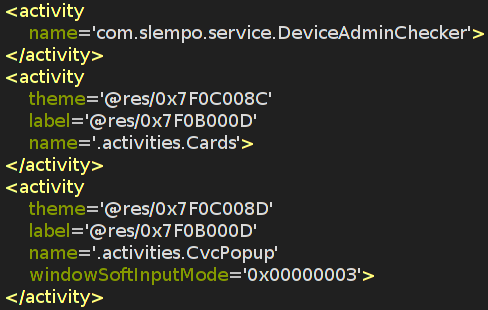 <activity
name='com.slempo.service.DeviceAdminChecker'>
</activity>
<activity
theme='@res/0x7F0C008C'
label='@res/0x7F0B000D'
name='.activities.Cards'>
</activity>
<activity
theme='@res/0x7F0C008D'
label='@res/0x7F0B000D'
name='.activities.CvcPopup'
windowSoftInputMode='0x00000003'>
</activity>